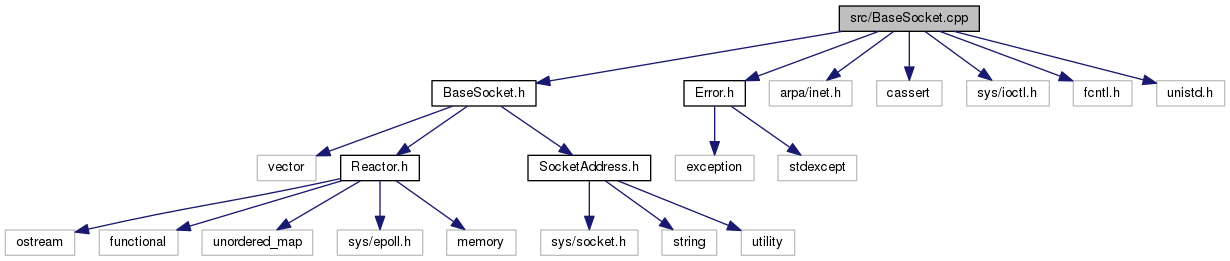 src/BaseSocket.cpp
BaseSocket.h
Error.h
arpa/inet.h
cassert
sys/ioctl.h
fcntl.h
unistd.h
vector
Reactor.h
SocketAddress.h
exception
stdexcept
ostream
functional
unordered_map
sys/epoll.h
memory
sys/socket.h
string
utility